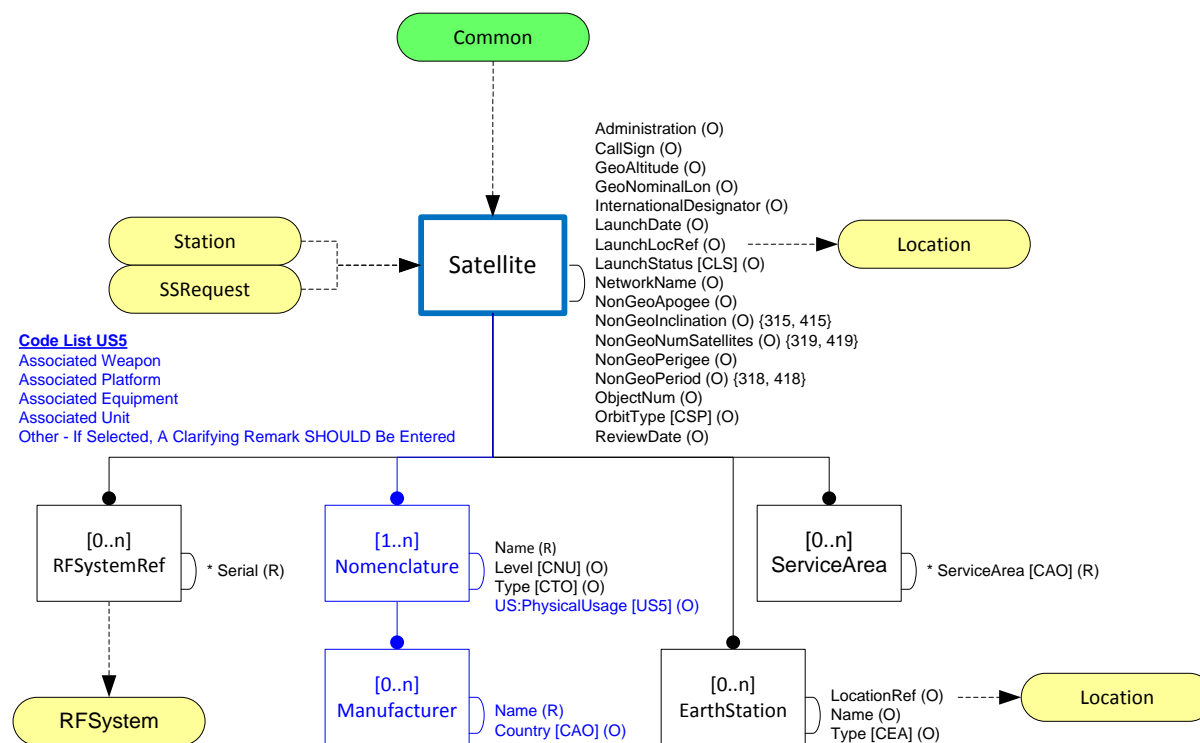 Common
Administration (O)
CallSign (O)
GeoAltitude (O)
GeoNominalLon (O)
InternationalDesignator (O)
LaunchDate (O)
LaunchLocRef (O)
LaunchStatus [CLS] (O)
NetworkName (O)
NonGeoApogee (O)
NonGeoInclination (O) {315, 415}
NonGeoNumSatellites (O) {319, 419}
NonGeoPerigee (O)
NonGeoPeriod (O) {318, 418}
ObjectNum (O)
OrbitType [CSP] (O)
ReviewDate (O)
Station
SSRequest
Satellite
Location
Code List US5
Associated Weapon
Associated Platform
Associated Equipment
Associated Unit
Other - If Selected, A Clarifying Remark SHOULD Be Entered
[0..n]
RFSystemRef
* Serial (R)
[1..n]
Nomenclature
Name (R)
Level [CNU] (O)
Type [CTO] (O)
US:PhysicalUsage [US5] (O)
[0..n]
ServiceArea
* ServiceArea [CAO] (R)
RFSystem
[0..n]
Manufacturer
Name (R)
Country [CAO] (O)
[0..n]
EarthStation
LocationRef (O)
Name (O)
Type [CEA] (O)
Location